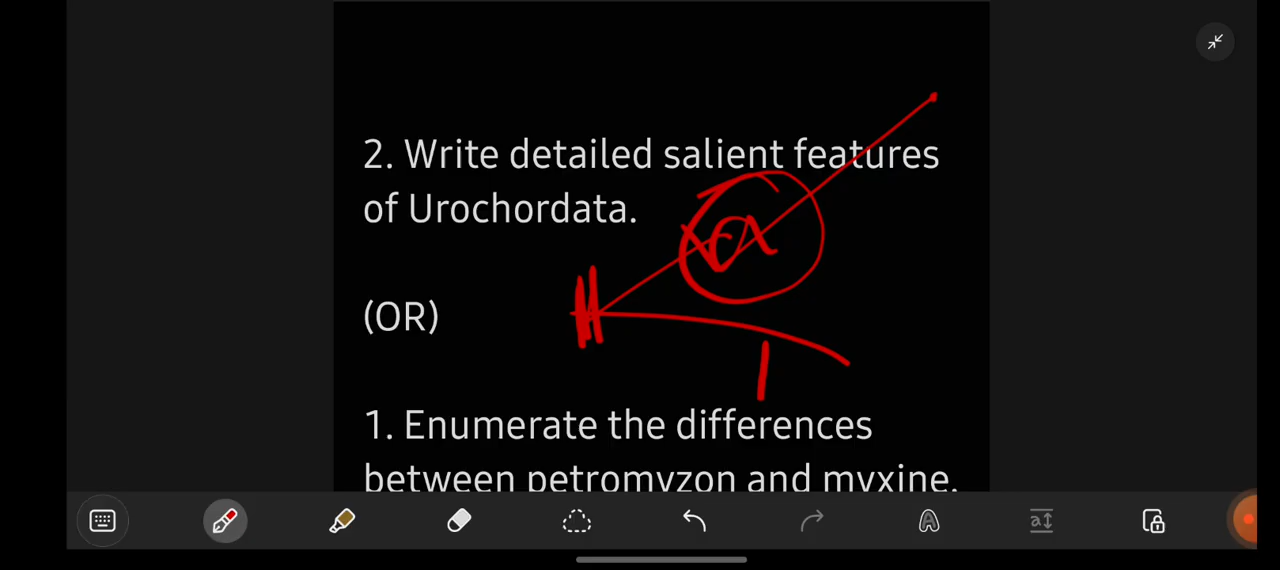 2. Write detailed salient features
of Urochordata.
(OR)
1. Enumerate the differences
between petromyzon and myxine.